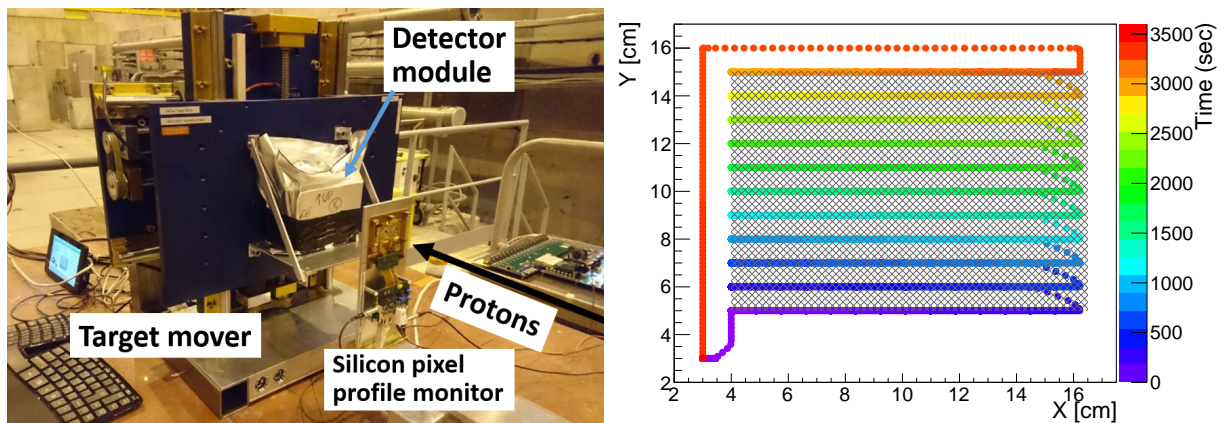 Detector
module
Protons
Target mover
Silicon pixel
profile monitor
Y [cm]
16
14
12
10
8
6
4
2
2
4
6
8
10
12
14
16
X [cm]
Time (sec)
3500
3000
2500
2000
1500
1000
500
0